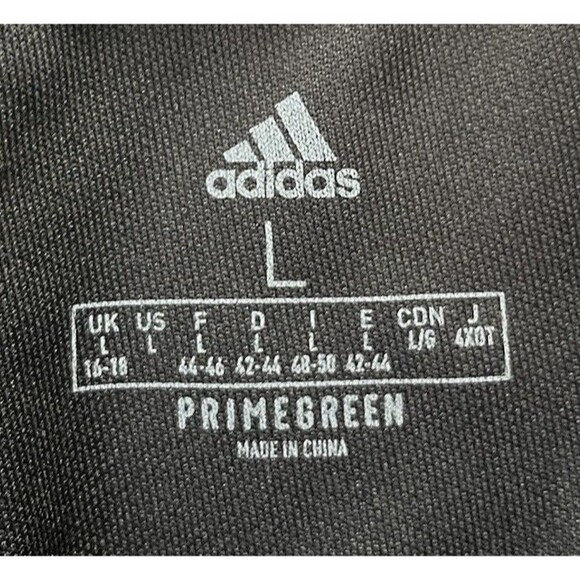 adidas
L
UK US F D I E CDN J
L L L L L L L/G 4XOT
16-18 44-46 42-44 48-50 42-44
PRIMEGREEN
MADE IN CHINA